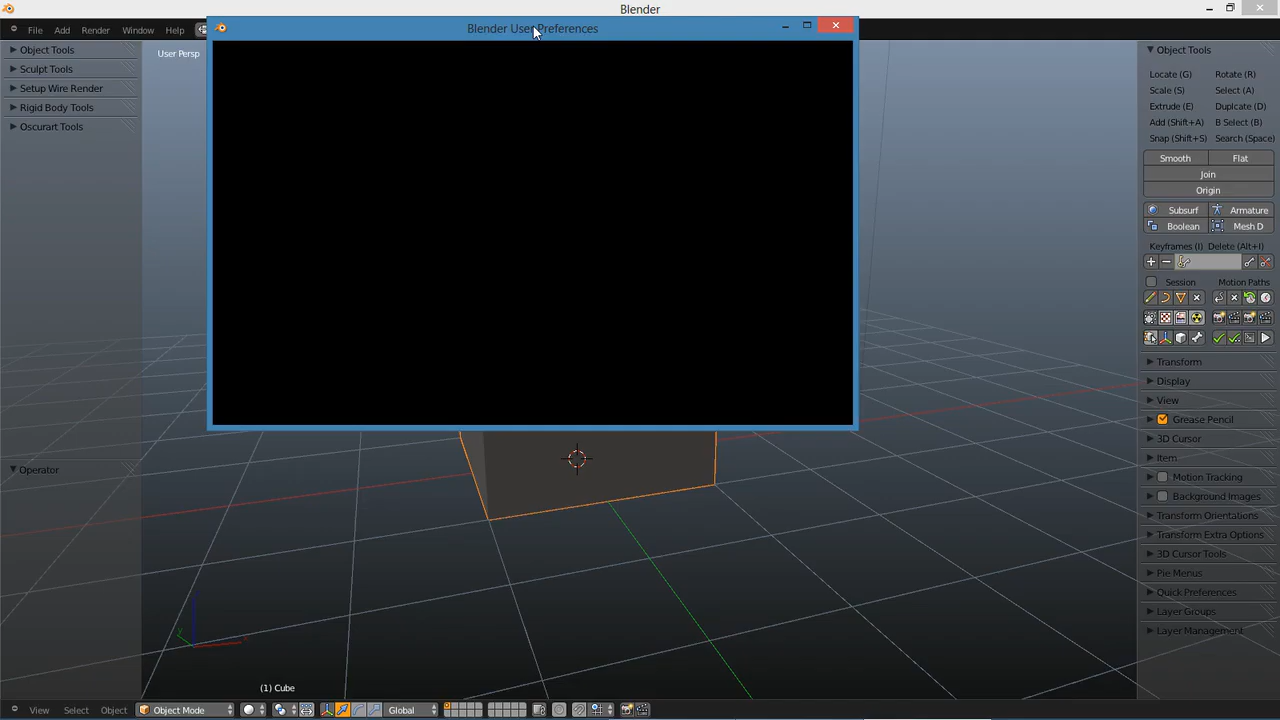 Blender
Blender User Preferences
File Add Render Window Help
Object Tools
Sculpt Tools
Setup Wire Render
Rigid Body Tools
Oscurart Tools
Operator
User Persp
(1) Cube
Object Tools
Locate (G) Rotate (R)
Scale (S) Select (A)
Extrude (E) Duplcate (D)
Add (Shift+A) B Select (B)
Snap (Shift+S) Search (Space)
Smooth Flat
Join
Origin
Subsurf Armature
Boolean Mesh D
Keyframes (I) Delete (Alt+I)
Session Motion Paths
Transform
Display
View
Grease Pencil
3D Cursor
Item
Motion Tracking
Background Images
Transform Orientations
Transform Extra Options
3D Cursor Tools
Pie Menus
Quick Preferences
Layer Groups
Layer Management
View Select Object Object Mode Global